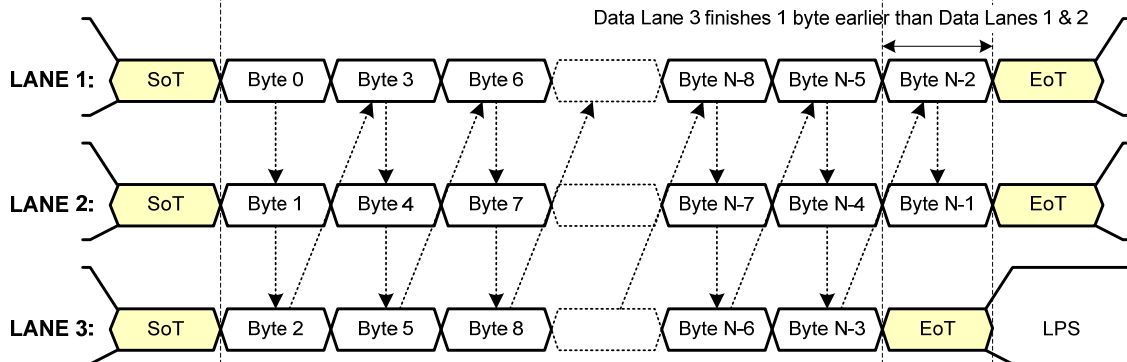 Data Lane 3 finishes 1 byte earlier than Data Lanes 1 & 2
LANE 1: SoT Byte 0 Byte 3 Byte 6 Byte N-8 Byte N-5 Byte N-2 EoT
LANE 2: SoT Byte 1 Byte 4 Byte 7 Byte N-7 Byte N-4 Byte N-1 EoT
LANE 3: SoT Byte 2 Byte 5 Byte 8 Byte N-6 Byte N-3 EoT LPS